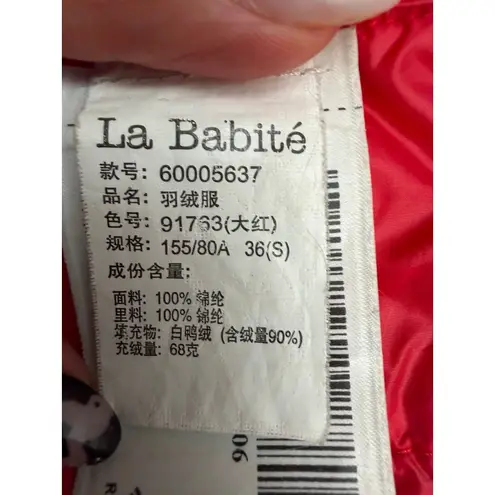 La Babité
款号: 60005637
品名: 羽绒服
色号: 91763(大红)
规格: 155/80A 36(S)
成份含量:
面料: 100% 锦纶
里料: 100% 锦纶
填充物: 白鸭绒 (含绒量90%)
充绒量: 68克
90